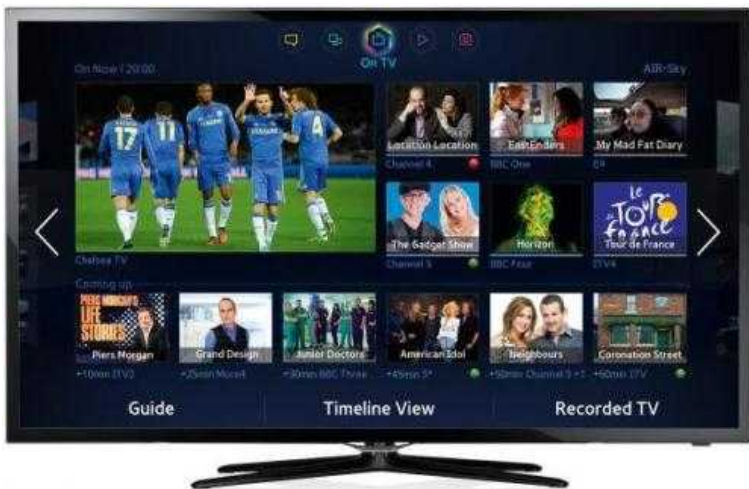 On TV
On Now | 20:00
AIR-Sky
17
11
4
SAMSUNG
Location Location
EastEnders
My Mad Fat Diary
Channel 4
BBC One
E4
The Gadget Show
Horizon
le
TOUR
de
france
Tour de France
Chelsea TV
Channel 5
BBC Four
ITV4
Coming up
PIERS MORGAN'S
LIFE
STORIES
Piers Morgan
Grand Design
Junior Doctors
American Idol
Neighbours
Coronation Street
+10min ITV3
+25min More4
+30min BBC Three
+45min 5*
+50min Channel 5 +1
+60min ITV
Guide
Timeline View
Recorded TV